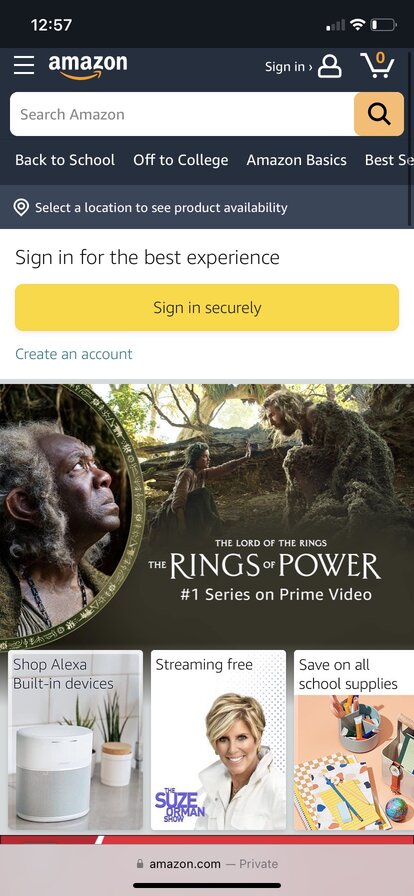 12:57
amazon
Sign in ›
0
Search Amazon
Back to School Off to College Amazon Basics Best Se
Select a location to see product availability
Sign in for the best experience
Sign in securely
Create an account
THE LORD OF THE RINGS
THE RINGS OF POWER
#1 Series on Prime Video
Shop Alexa
Built-in devices
Streaming free
Save on all
school supplies
THE
SUZE
ORMAN
SHOW
amazon.com — Private